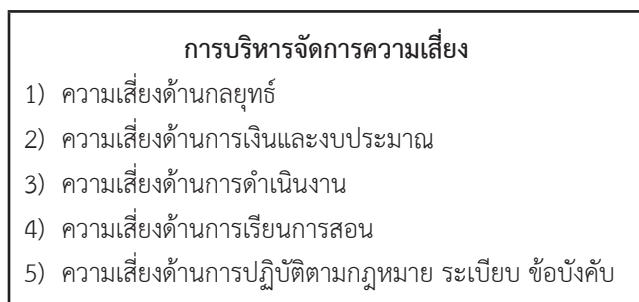 การบริหารจัดการความเสี่ยง
1) ความเสี่ยงด้านกลยุทธ์
2) ความเสี่ยงด้านการเงินและงบประมาณ
3) ความเสี่ยงด้านการดำเนินงาน
4) ความเสี่ยงด้านการเรียนการสอน
5) ความเสี่ยงด้านการปฏิบัติตามกฎหมาย ระเบียบ ข้อบังคับ